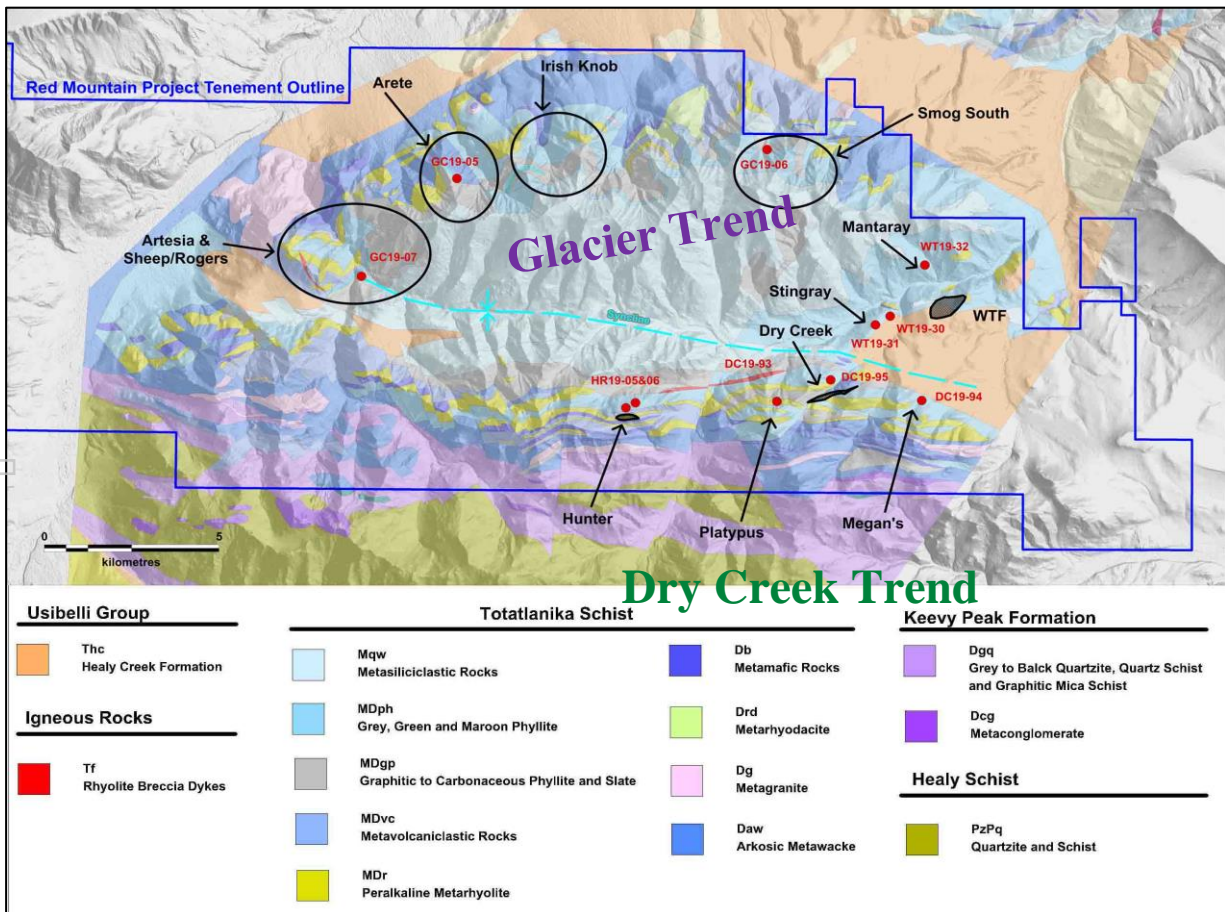 Red Mountain Project Tenement Outline
Arete
Irish Knob
Smog South
GC19-05
GC19-06
Artesia &
Sheep/Rogers
GC19-07
Glacier Trend
Mantaray
WT19-32
Stingray
WTF
WT19-30
WT19-31
Syncline
Dry Creek
DC19-93
DC19-95
HR19-05&06
DC19-94
Hunter
Platypus
Megan's
0 5
kilometres
Dry Creek Trend
Usibelli Group
Thc
Healy Creek Formation
Igneous Rocks
Tf
Rhyolite Breccia Dykes
Totatlanika Schist
Mqw
Metasiliciclastic Rocks
MDph
Grey, Green and Maroon Phyllite
MDgp
Graphitic to Carbonaceous Phyllite and Slate
MDvc
Metavolcaniclastic Rocks
MDr
Peralkaline Metarhyolite
Db
Metamafic Rocks
Drd
Metarhyodacite
Dg
Metagranite
Daw
Arkosic Metawacke
Keevy Peak Formation
Dgq
Grey to Balck Quartzite, Quartz Schist
and Graphitic Mica Schist
Dcg
Metaconglomerate
Healy Schist
PzPq
Quartzite and Schist